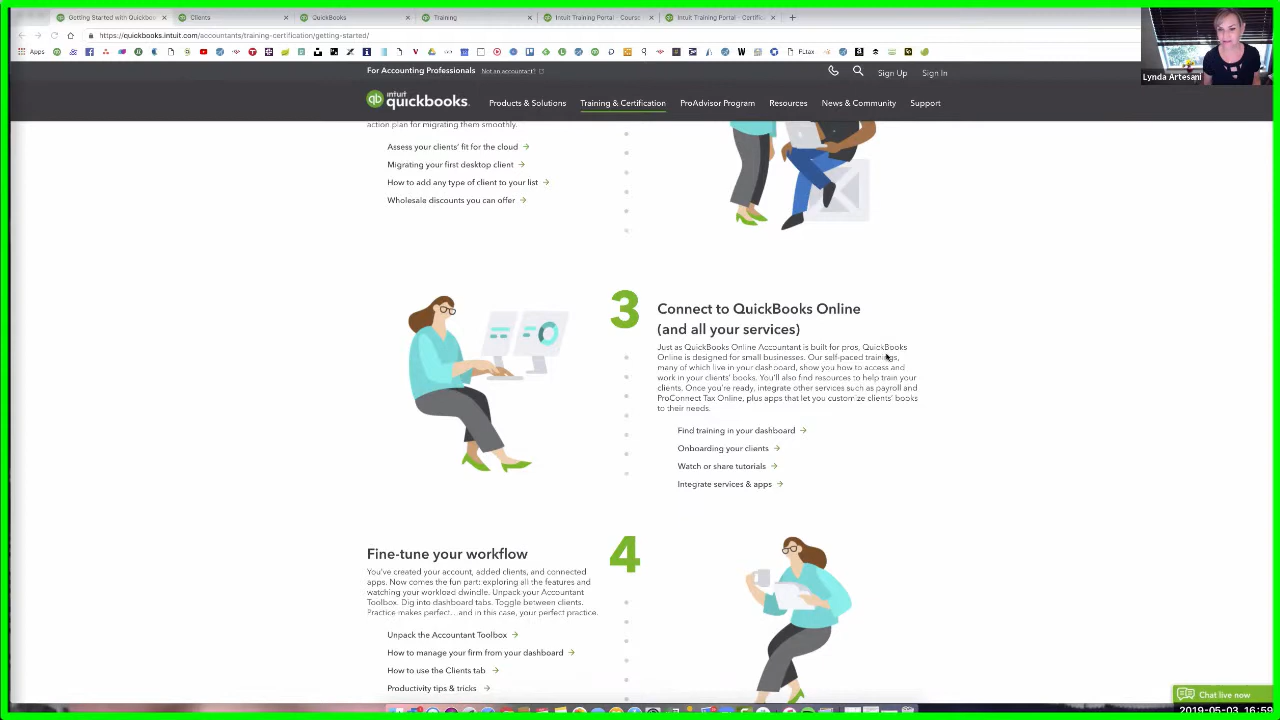 Getting Started with Quickboo
Clients
QuickBooks
Training
Intuit Training Portal - Course
Intuit Training Portal - Certific
https://quickbooks.intuit.com/accountants/training-certification/getting-started/
Apps
Lynda Artesani
For Accounting Professionals
Not an accountant?
Sign Up
Sign In
intuit
quickbooks.
Products & Solutions
Training & Certification
ProAdvisor Program
Resources
News & Community
Support
action plan for migrating them smoothly.
Assess your clients' fit for the cloud →
Migrating your first desktop client →
How to add any type of client to your list →
Wholesale discounts you can offer →
3
Connect to QuickBooks Online
(and all your services)
Just as QuickBooks Online Accountant is built for pros, QuickBooks
Online is designed for small businesses. Our self-paced trainings,
many of which live in your dashboard, show you how to access and
work in your clients' books. You'll also find resources to help train your
clients. Once you're ready, integrate other services such as payroll and
ProConnect Tax Online, plus apps that let you customize clients' books
to their needs.
Find training in your dashboard →
Onboarding your clients →
Watch or share tutorials →
Integrate services & apps →
4
Fine-tune your workflow
You've created your account, added clients, and connected
apps. Now comes the fun part: exploring all the features and
watching your workload dwindle. Unpack your Accountant
Toolbox. Dig into dashboard tabs. Toggle between clients.
Practice makes perfect...and in this case, your perfect practice.
Unpack the Accountant Toolbox →
How to manage your firm from your dashboard →
How to use the Clients tab →
Productivity tips & tricks →
Chat live now
2019-05-03 16:59